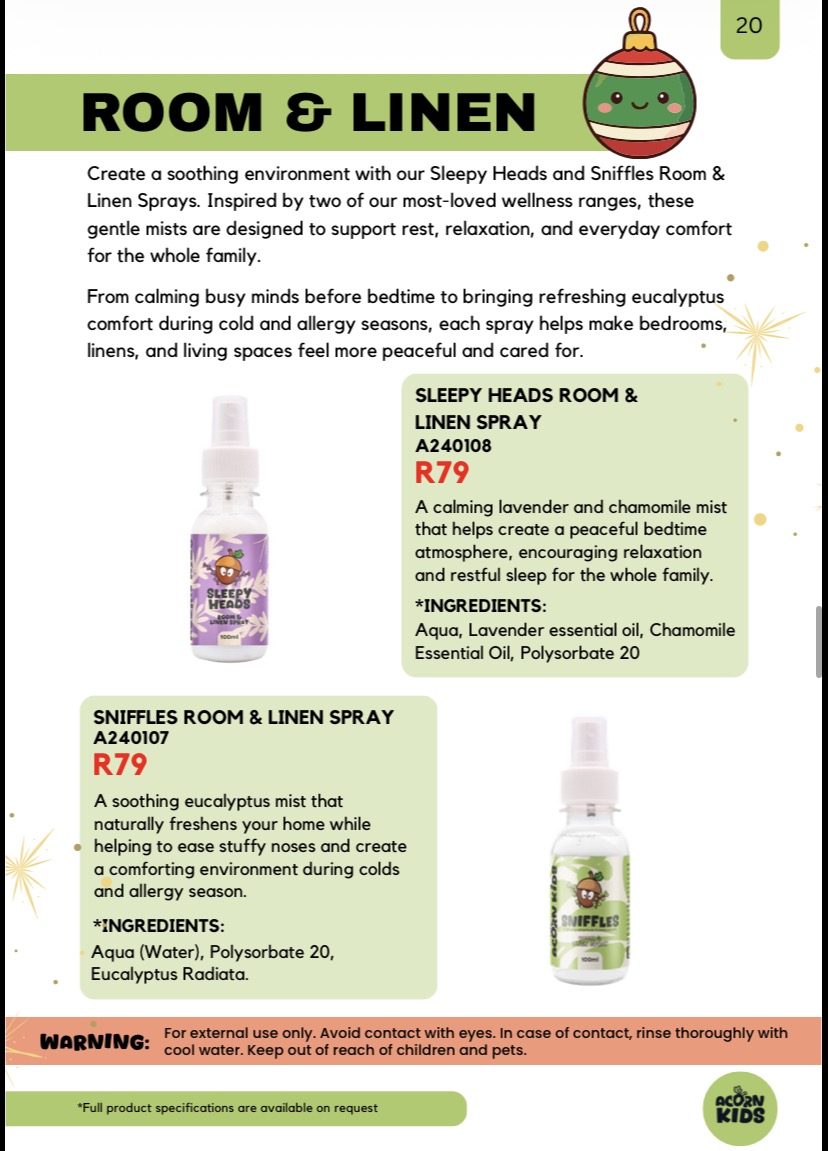 20
ROOM & LINEN
Create a soothing environment with our Sleepy Heads and Sniffles Room &
Linen Sprays. Inspired by two of our most-loved wellness ranges, these
gentle mists are designed to support rest, relaxation, and everyday comfort
for the whole family.
From calming busy minds before bedtime to bringing refreshing eucalyptus
comfort during cold and allergy seasons, each spray helps make bedrooms,
linens, and living spaces feel more peaceful and cared for.
SLEEPY HEADS ROOM &
LINEN SPRAY
A240108
R79
A calming lavender and chamomile mist
that helps create a peaceful bedtime
atmosphere, encouraging relaxation
and restful sleep for the whole family.
*INGREDIENTS:
Aqua, Lavender essential oil, Chamomile
Essential Oil, Polysorbate 20
SLEEPY
HEADS
ROOM &
LINEN SPRAY
100ml
SNIFFLES ROOM & LINEN SPRAY
A240107
R79
A soothing eucalyptus mist that
naturally freshens your home while
helping to ease stuffy noses and create
a comforting environment during colds
and allergy season.
*INGREDIENTS:
Aqua (Water), Polysorbate 20,
Eucalyptus Radiata.
ACORN KIDS
SNIFFLES
100ml
WARNING:
For external use only. Avoid contact with eyes. In case of contact, rinse thoroughly with
cool water. Keep out of reach of children and pets.
*Full product specifications are available on request
ACORN
KIDS